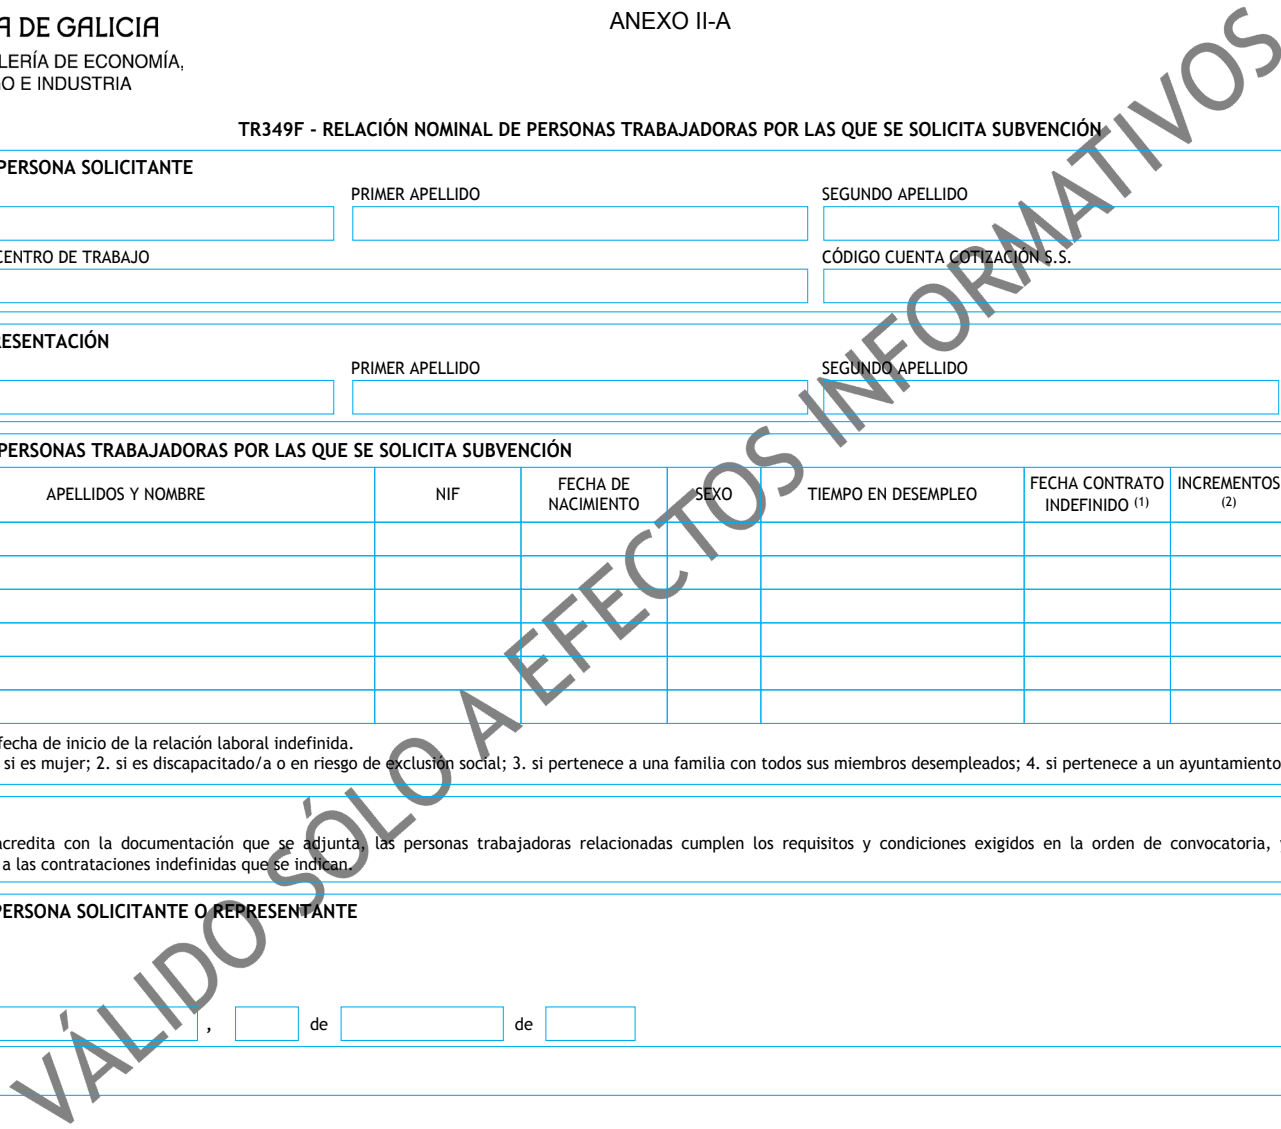 A DE GALICIA
ANEXO II-A
LERÍA DE ECONOMÍA,
O E INDUSTRIA
TR349F - RELACIÓN NOMINAL DE PERSONAS TRABAJADORAS POR LAS QUE SE SOLICITA SUBVENCIÓN
PERSONA SOLICITANTE
PRIMER APELLIDO
SEGUNDO APELLIDO
CENTRO DE TRABAJO
CÓDIGO CUENTA COTIZACIÓN S.S.
RESENTACIÓN
PRIMER APELLIDO
SEGUNDO APELLIDO
PERSONAS TRABAJADORAS POR LAS QUE SE SOLICITA SUBVENCIÓN
APELLIDOS Y NOMBRE
NIF
FECHA DE
NACIMIENTO
SEXO
TIEMPO EN DESEMPLEO
FECHA CONTRATO
INDEFINIDO (1)
INCREMENTOS
(2)
fecha de inicio de la relación laboral indefinida.
si es mujer; 2. si es discapacitado/a o en riesgo de exclusión social; 3. si pertenece a una familia con todos sus miembros desempleados; 4. si pertenece a un ayuntamiento
acredita con la documentación que se adjunta, las personas trabajadoras relacionadas cumplen los requisitos y condiciones exigidos en la orden de convocatoria, y
a las contrataciones indefinidas que se indican.
PERSONA SOLICITANTE O REPRESENTANTE
, de de
VÁLIDO SÓLO A EFECTOS INFORMATIVOS